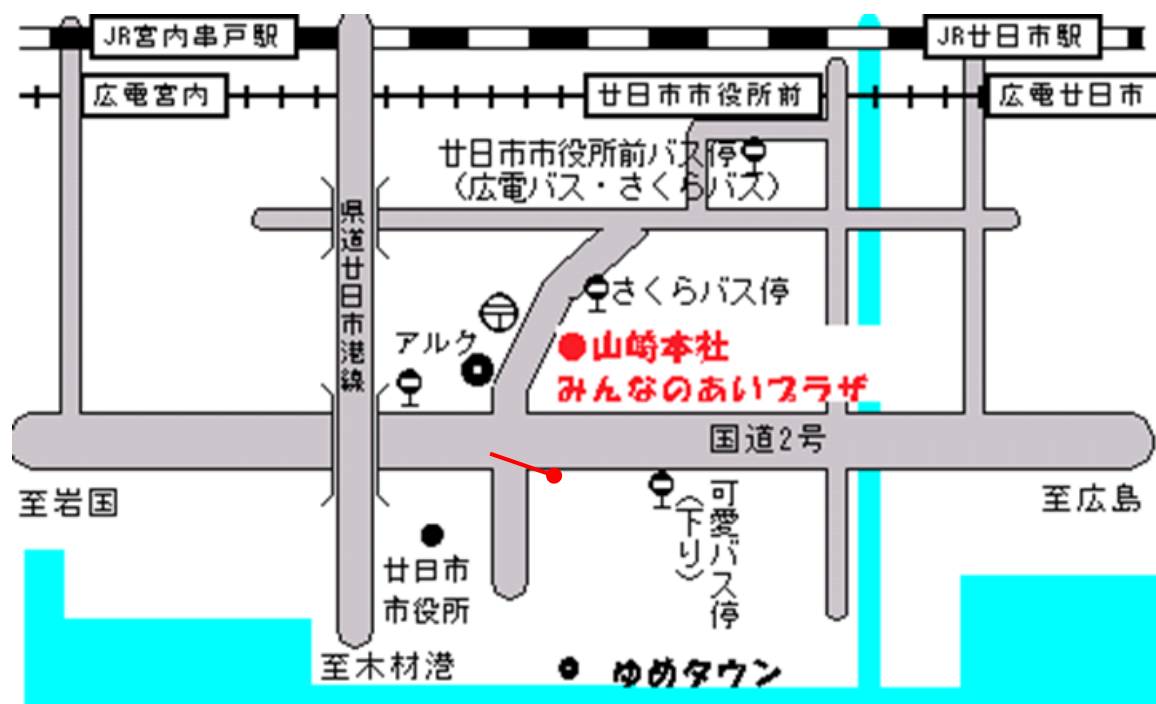 JR宮内串戸駅
JR廿日市駅
広電宮内
廿日市市役所前
広電廿日市
廿日市市役所前バス停
(広電バス・さくらバス)
県道廿日市港線
さくらバス停
アルク
山崎本社
みんなのあいプラザ
国道2号
至岩国
至広島
可愛バス停
(下り)
廿日市
市役所
至木材港
ゆめタウン